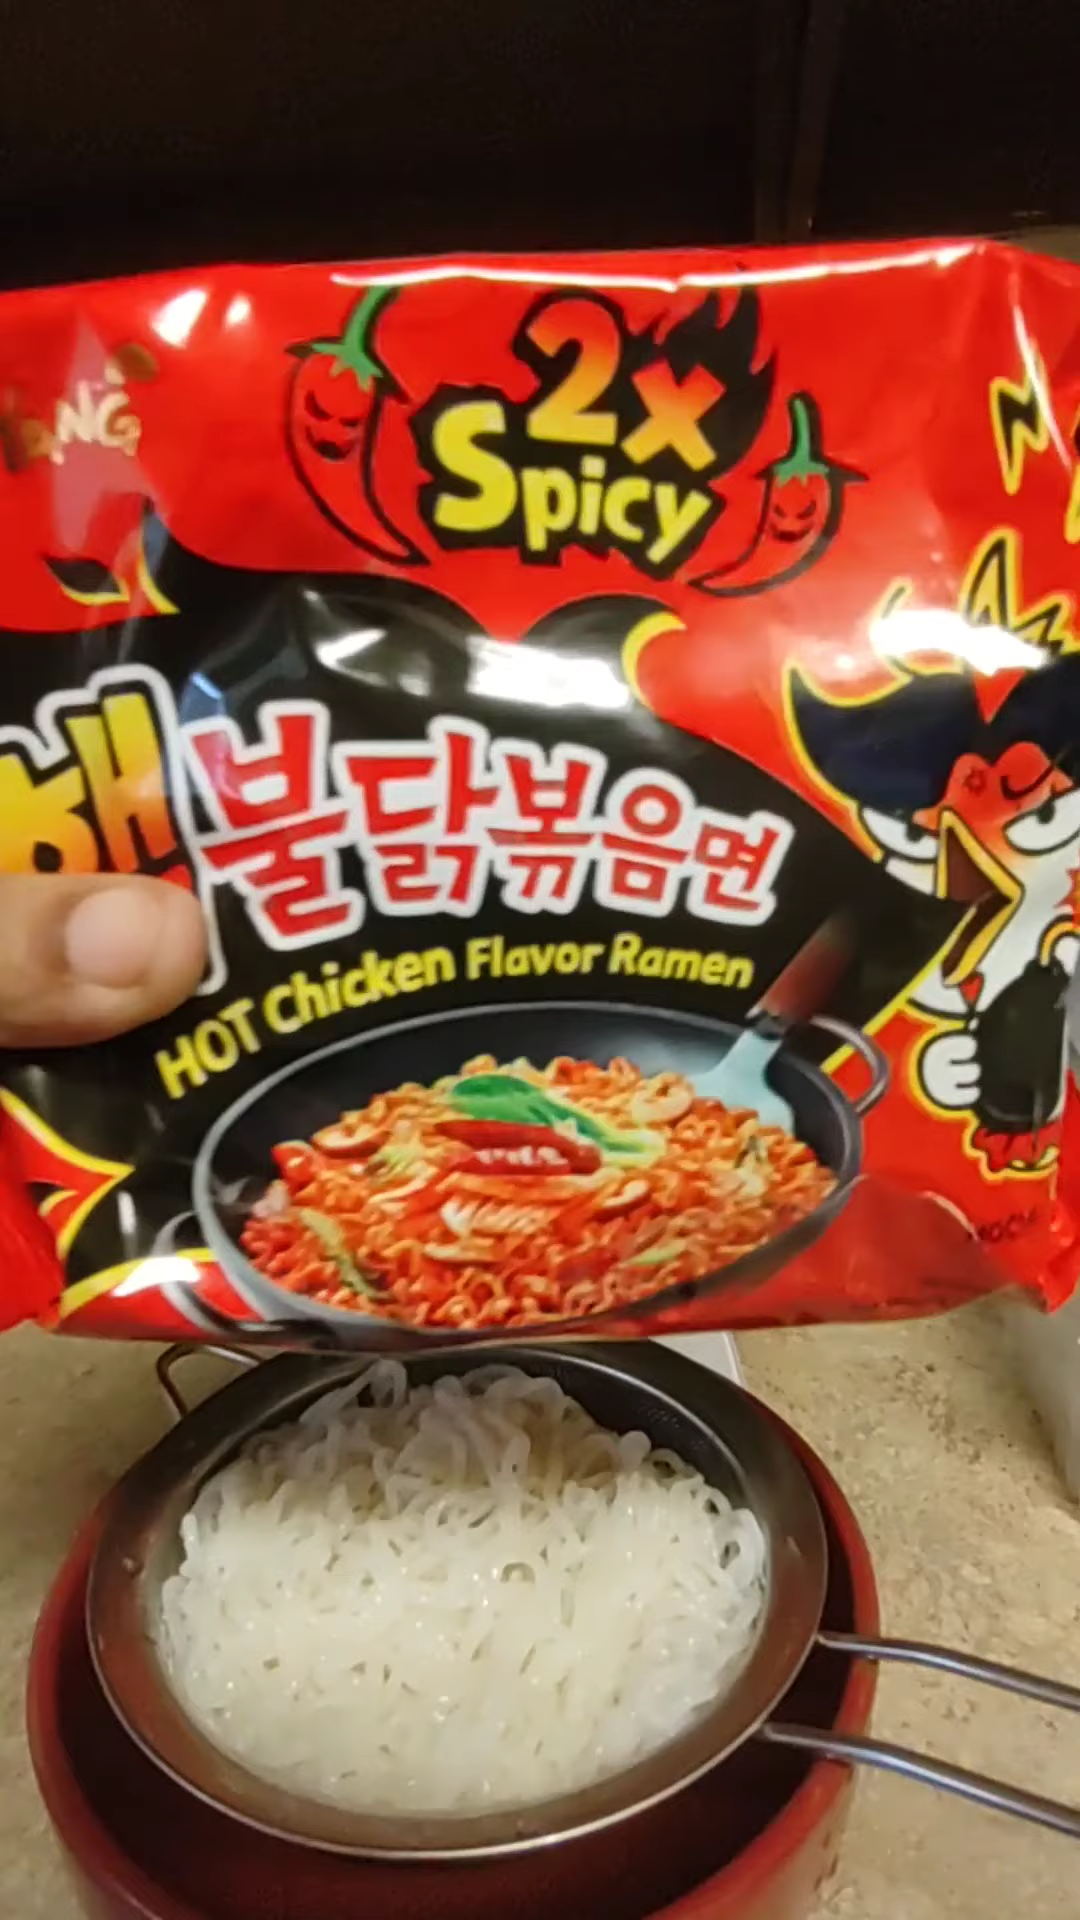 2x
Spicy
핵불닭볶음면
HOT Chicken Flavor Ramen